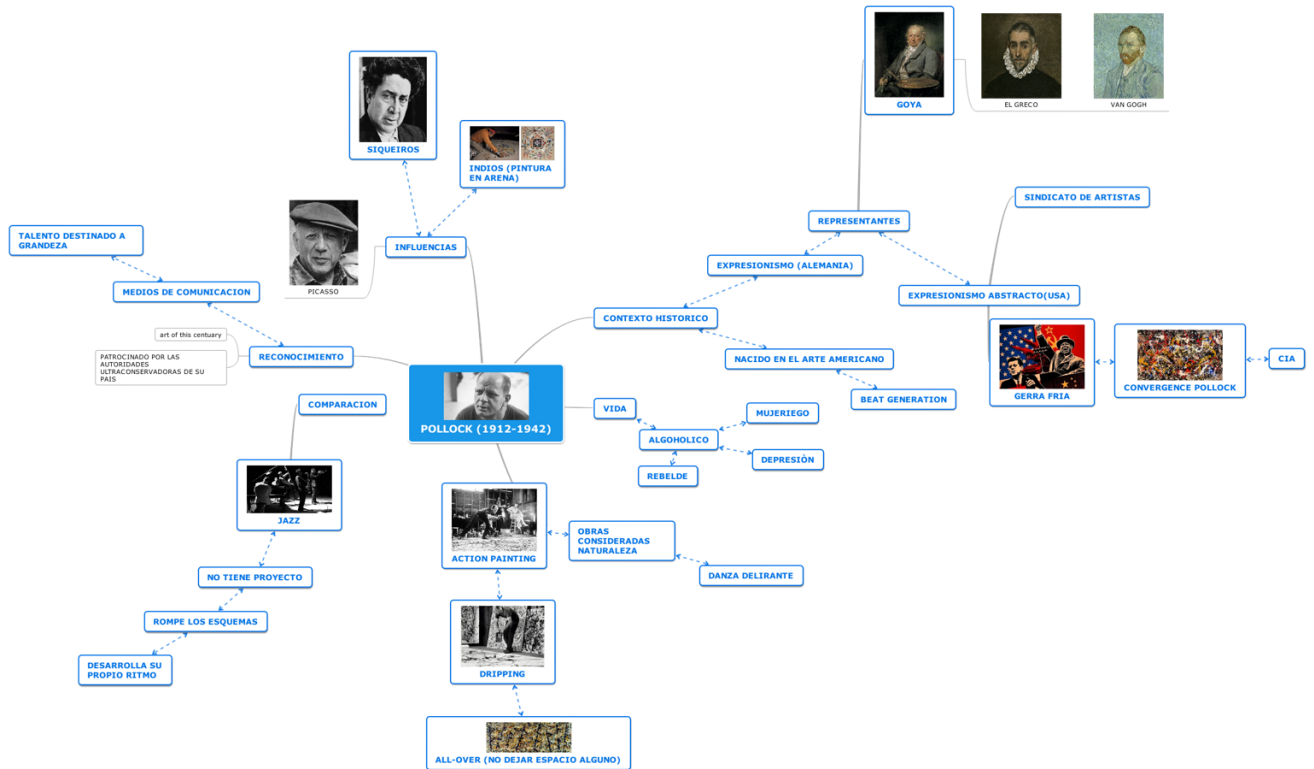 GOYA
EL GRECO
VAN GOGH
SIQUEIROS
INDIOS (PINTURA
EN ARENA)
SINDICATO DE ARTISTAS
REPRESENTANTES
TALENTO DESTINADO A
GRANDEZA
INFLUENCIAS
EXPRESIONISMO (ALEMANIA)
PICASSO
MEDIOS DE COMUNICACION
EXPRESIONISMO ABSTRACTO(USA)
CONTEXTO HISTORICO
art of this centuary
RECONOCIMIENTO
PATROCINADO POR LAS
AUTORIDADES
ULTRACONSERVADORAS DE SU
PAIS
NACIDO EN EL ARTE AMERICANO
CIA
CONVERGENCE POLLOCK
GERRA FRIA
BEAT GENERATION
COMPARACION
VIDA
MUJERIEGO
POLLOCK (1912-1942)
ALGOHOLICO
DEPRESIÒN
REBELDE
JAZZ
OBRAS
CONSIDERADAS
NATURALEZA
ACTION PAINTING
DANZA DELIRANTE
NO TIENE PROYECTO
ROMPE LOS ESQUEMAS
DESARROLLA SU
PROPIO RITMO
DRIPPING
ALL-OVER (NO DEJAR ESPACIO ALGUNO)